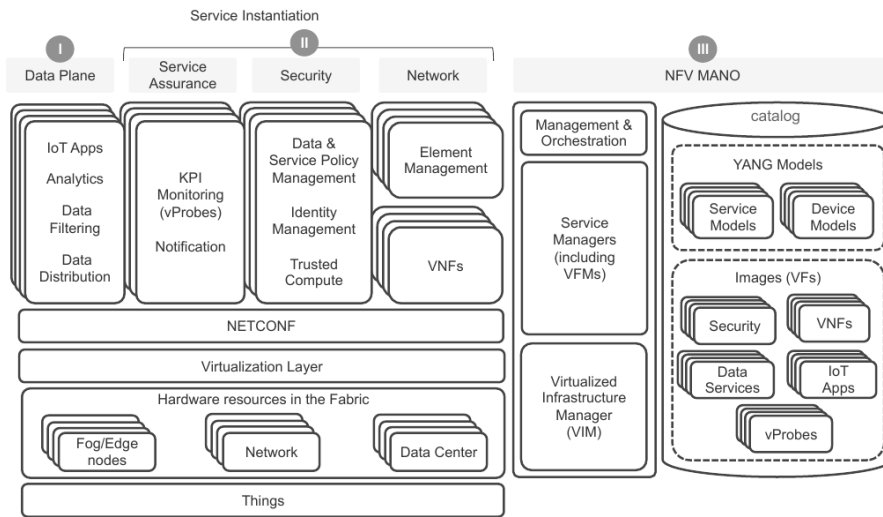 Service Instantiation
I
II
III
Data Plane
Service
Assurance
Security
Network
NFV MANO
IoT Apps
Analytics
Data
Filtering
Data
Distribution
KPI
Monitoring
(vProbes)
Notification
Data &
Service Policy
Management
Identity
Management
Trusted
Compute
Element
Management
VNFs
NETCONF
Virtualization Layer
Hardware resources in the Fabric
Fog/Edge
nodes
Network
Data Center
Things
Management &
Orchestration
Service
Managers
(including
VFMs)
Virtualized
Infrastructure
Manager
(VIM)
catalog
YANG Models
Service
Models
Device
Models
Images (VFs)
Security
VNFs
Data
Services
IoT
Apps
vProbes